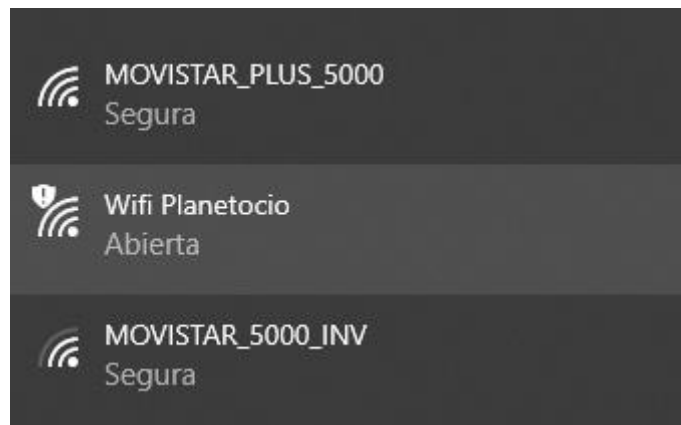 MOVISTAR_PLUS_5000
Segura
Wifi Planetocio
Abierta
MOVISTAR_5000_INV
Segura